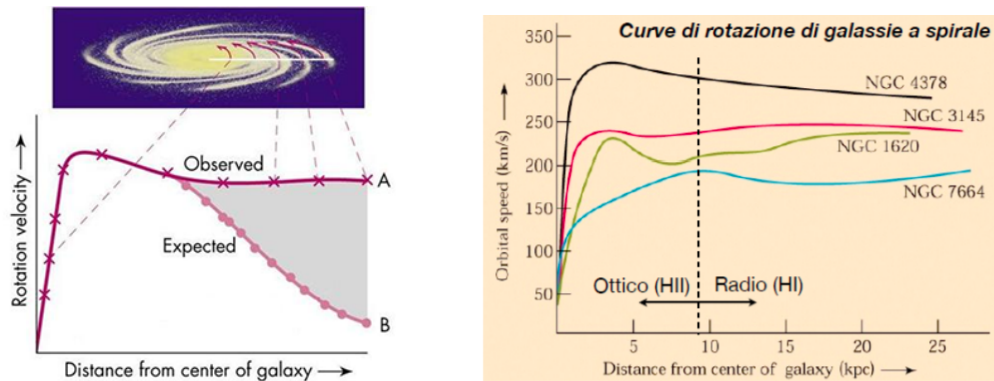 Rotation velocity
Observed
A
Expected
B
Distance from center of galaxy
Curve di rotazione di galassie a spirale
Orbital speed (km/s)
350
300
250
200
150
100
50
NGC 4378
NGC 3145
NGC 1620
NGC 7664
Ottico (HII) Radio (HI)
5 10 15 20 25
Distance from center of galaxy (kpc)